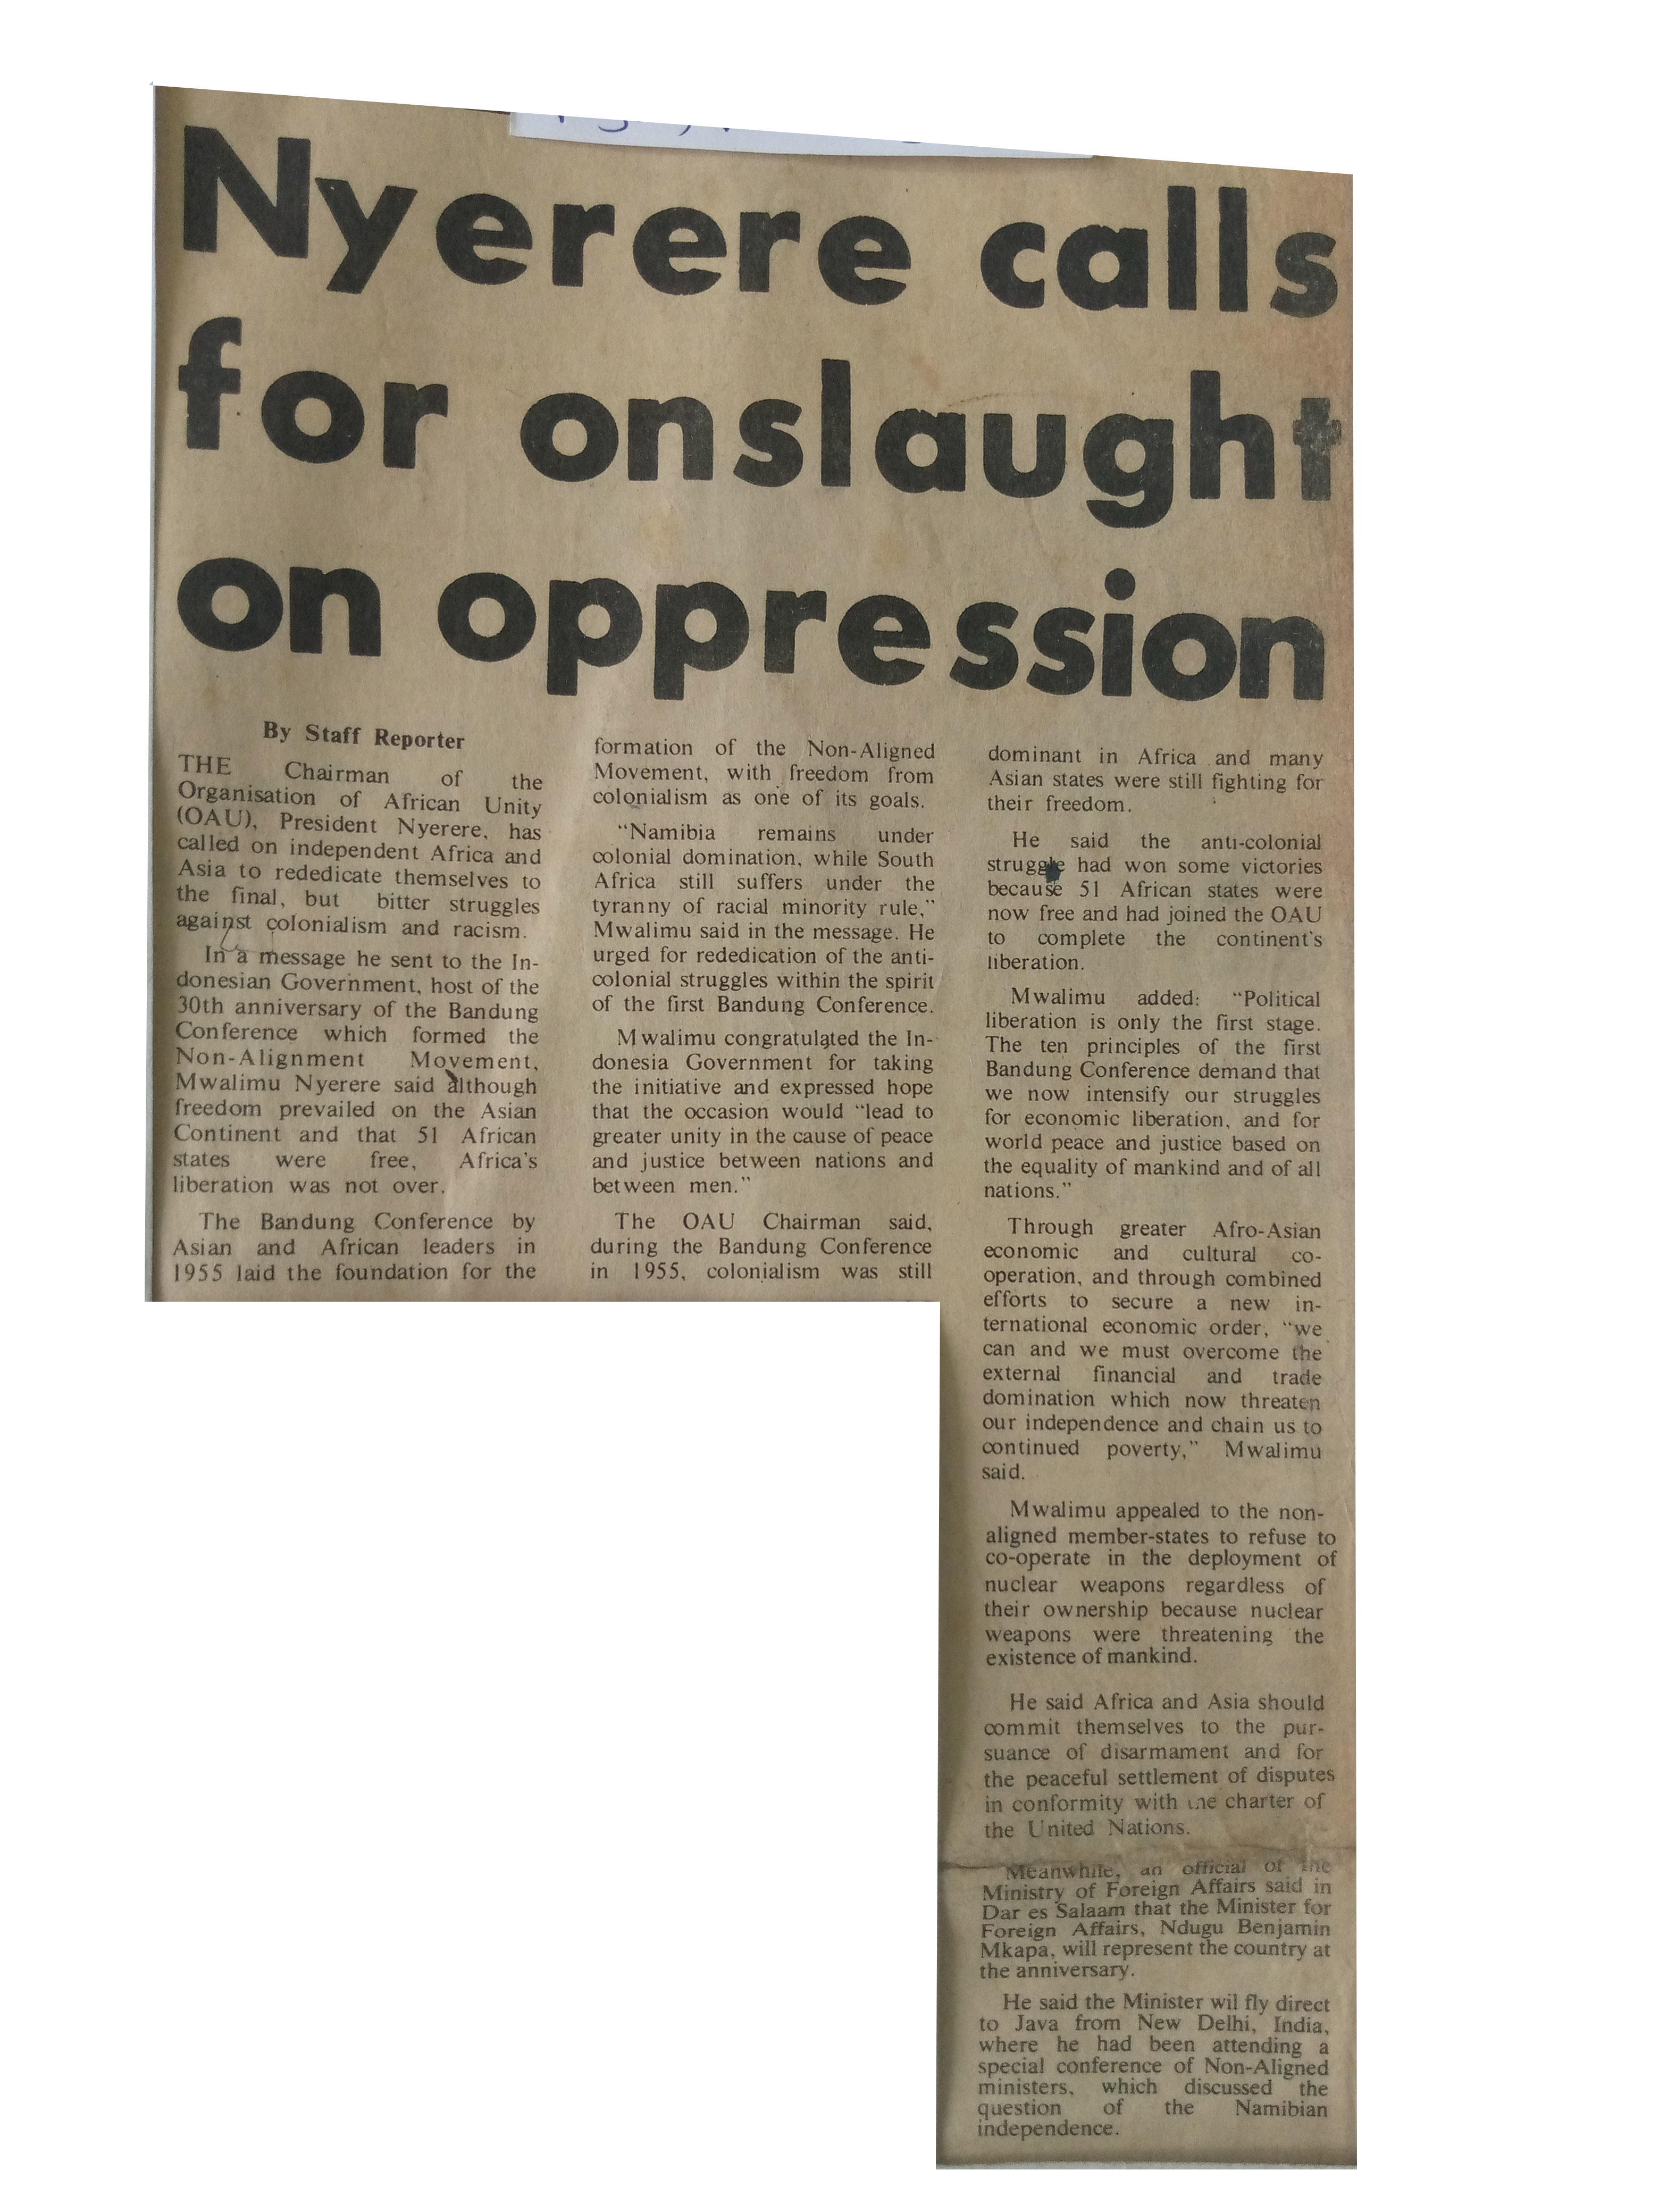 Nyerere calls
for onslaught
on oppression
By Staff Reporter
THE Chairman of the
Organisation of African Unity
(OAU), President Nyerere, has
called on independent Africa and
Asia to rededicate themselves to
the final, but bitter struggles
against colonialism and racism.
In a message he sent to the In-
donesian Government, host of the
30th anniversary of the Bandung
Conference which formed the
Non-Alignment Movement,
Mwalimu Nyerere said although
freedom prevailed on the Asian
Continent and that 51 African
states were free, Africa's
liberation was not over.
The Bandung Conference by
Asian and African leaders in
1955 laid the foundation for the
formation of the Non-Aligned
Movement, with freedom from
colonialism as one of its goals.
"Namibia remains under
colonial domination, while South
Africa still suffers under the
tyranny of racial minority rule,"
Mwalimu said in the message. He
urged for rededication of the anti-
colonial struggles within the spirit
of the first Bandung Conference.
Mwalimu congratulated the In-
donesia Government for taking
the initiative and expressed hope
that the occasion would "lead to
greater unity in the cause of peace
and justice between nations and
between men."
The OAU Chairman said,
during the Bandung Conference
in 1955, colonialism was still
dominant in Africa and many
Asian states were still fighting for
their freedom.
He said the anti-colonial
struggle had won some victories
because 51 African states were
now free and had joined the OAU
to complete the continent's
liberation.
Mwalimu added: "Political
liberation is only the first stage.
The ten principles of the first
Bandung Conference demand that
we now intensify our struggles
for economic liberation, and for
world peace and justice based on
the equality of mankind and of all
nations."
Through greater Afro-Asian
economic and cultural co-
operation, and through combined
efforts to secure a new in-
ternational economic order, "we
can and we must overcome the
external financial and trade
domination which now threaten
our independence and chain us to
continued poverty," Mwalimu
said.
Mwalimu appealed to the non-
aligned member-states to refuse to
co-operate in the deployment of
nuclear weapons regardless of
their ownership because nuclear
weapons were threatening the
existence of mankind.
He said Africa and Asia should
commit themselves to the pur-
suance of disarmament and for
the peaceful settlement of disputes
in conformity with the charter of
the United Nations.
Meanwhile, an official of the
Ministry of Foreign Affairs said in
Dar es Salaam that the Minister for
Foreign Affairs, Ndugu Benjamin
Mkapa, will represent the country at
the anniversary.
He said the Minister wil fly direct
to Java from New Delhi, India,
where he had been attending a
special conference of Non-Aligned
ministers, which discussed the
question of the Namibian
independence.